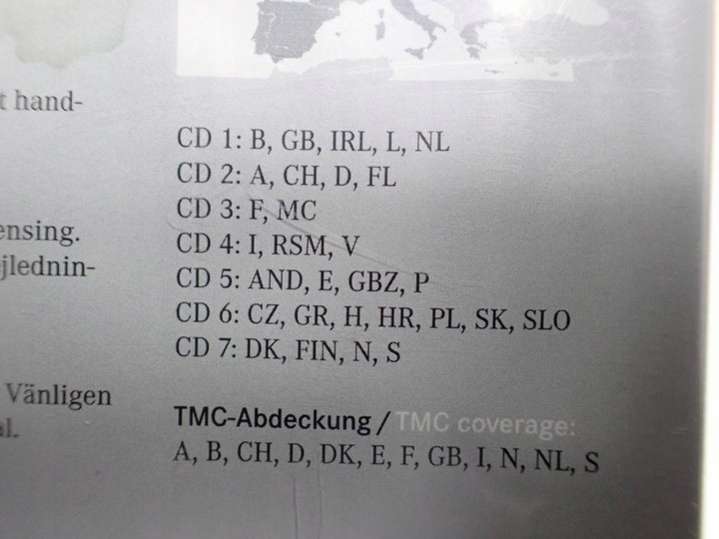 t hand-
ensing.
jlednin-
Vänligen
al.
CD 1: B, GB, IRL, L, NL
CD 2: A, CH, D, FL
CD 3: F, MC
CD 4: I, RSM, V
CD 5: AND, E, GBZ, P
CD 6: CZ, GR, H, HR, PL, SK, SLO
CD 7: DK, FIN, N, S
TMC-Abdeckung / TMC coverage:
A, B, CH, D, DK, E, F, GB, I, N, NL, S